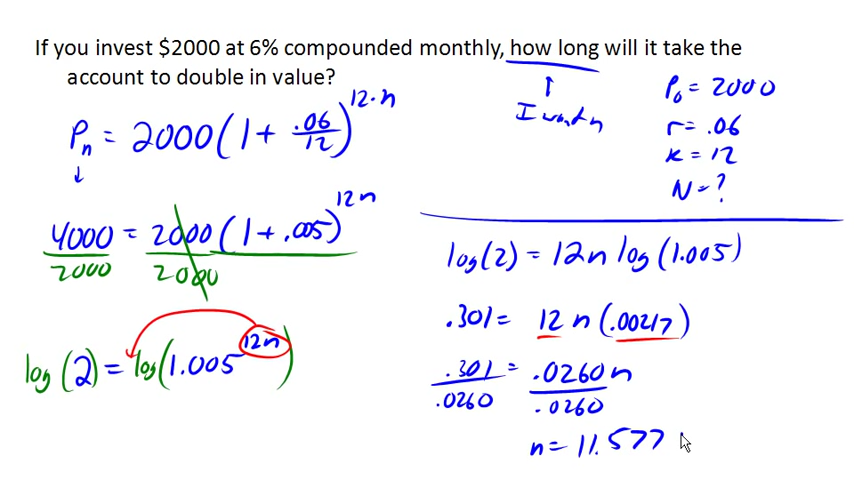 If you invest $2000 at 6% compounded monthly, how long will it take the
account to double in value?
Pn = 2000(1 + .06/12)^12·n
↓
4000/2000 = 2000/2000 (1 + .005)^12n
log(2) = log(1.005^12n)
↑
I want n
P0 = 2000
r = .06
k = 12
N = ?
log(2) = 12n log(1.005)
.301 = 12 n(.00217)
.301/.0260 = .0260n/.0260
n = 11.577